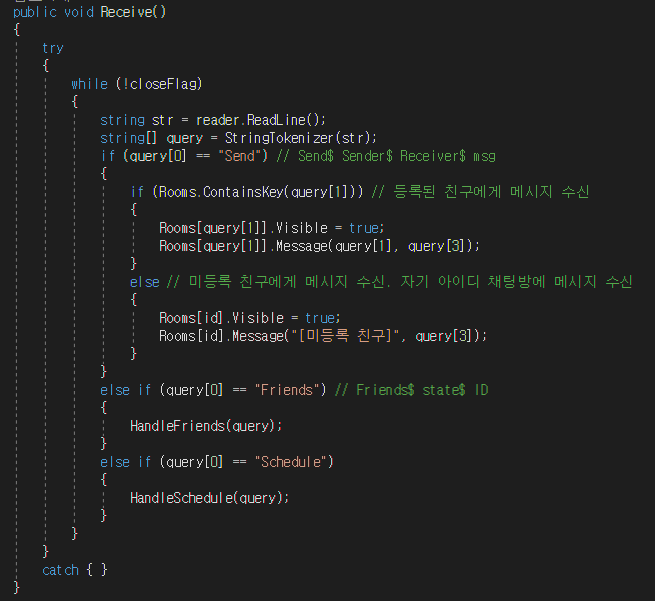 public void Receive()
{
try
{
while (!closeFlag)
{
string str = reader.ReadLine();
string[] query = StringTokenizer(str);
if (query[0] == "Send") // Send$ Sender$ Receiver$ msg
{
if (Rooms.ContainsKey(query[1])) // 등록된 친구에게 메시지 수신
{
Rooms[query[1]].Visible = true;
Rooms[query[1]].Message(query[1], query[3]);
}
else // 미등록 친구에게 메시지 수신. 자기 아이디 채팅방에 메시지 수신
{
Rooms[id].Visible = true;
Rooms[id].Message("[미등록 친구]", query[3]);
}
}
else if (query[0] == "Friends") // Friends$ state$ ID
{
HandleFriends(query);
}
else if (query[0] == "Schedule")
{
HandleSchedule(query);
}
}
}
catch { }
}